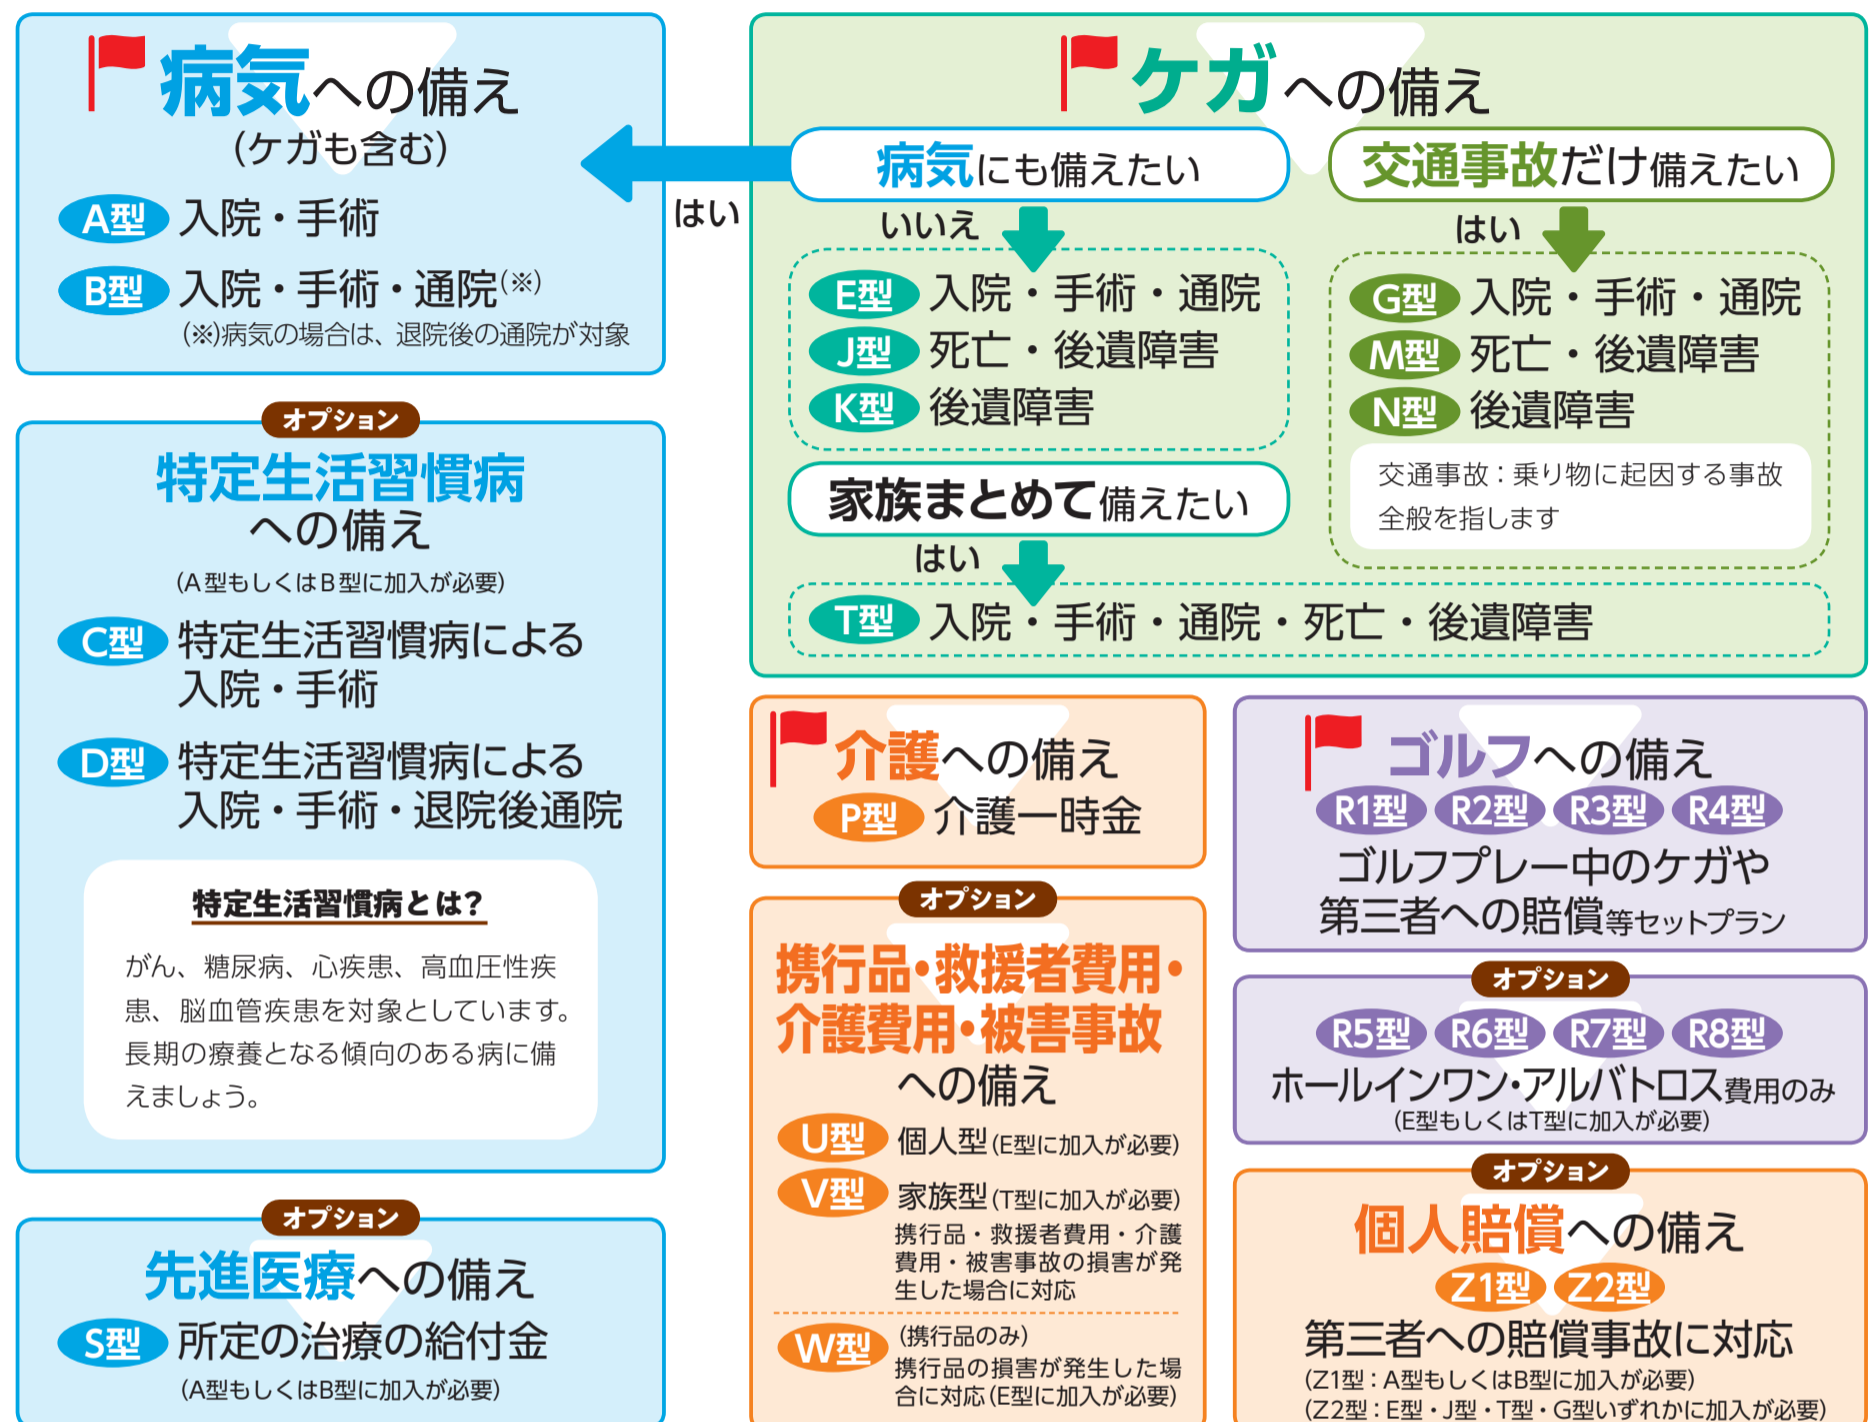 病気への備え
(ケガも含む)
A型 入院・手術
B型 入院・手術・通院(※)
(※)病気の場合は、退院後の通院が対象
オプション
特定生活習慣病
への備え
(A型もしくはB型に加入が必要)
C型 特定生活習慣病による
入院・手術
D型 特定生活習慣病による
入院・手術・退院後通院
特定生活習慣病とは?
がん、糖尿病、心疾患、高血圧性疾
患、脳血管疾患を対象としています。
長期の療養となる傾向のある病に備
えましょう。
オプション
先進医療への備え
S型 所定の治療の給付金
(A型もしくはB型に加入が必要)
ケガへの備え
病気にも備えたい
はい
いいえ
E型 入院・手術・通院
J型 死亡・後遺障害
K型 後遺障害
交通事故だけ備えたい
はい
G型 入院・手術・通院
M型 死亡・後遺障害
N型 後遺障害
交通事故：乗り物に起因する事故
全般を指します
家族まとめて備えたい
はい
T型 入院・手術・通院・死亡・後遺障害
介護への備え
P型 介護一時金
オプション
携行品・救援者費用・
介護費用・被害事故
への備え
U型 個人型(E型に加入が必要)
V型 家族型(T型に加入が必要)
携行品・救援者費用・介護
費用・被害事故の損害が発
生した場合に対応
W型 (携行品のみ)
携行品の損害が発生した場
合に対応(E型に加入が必要)
ゴルフへの備え
R1型 R2型 R3型 R4型
ゴルフプレー中のケガや
第三者への賠償等セットプラン
オプション
R5型 R6型 R7型 R8型
ホールインワン・アルバトロス費用のみ
(E型もしくはT型に加入が必要)
オプション
個人賠償への備え
Z1型 Z2型
第三者への賠償事故に対応
(Z1型：A型もしくはB型に加入が必要)
(Z2型：E型・J型・T型・G型いずれかに加入が必要)